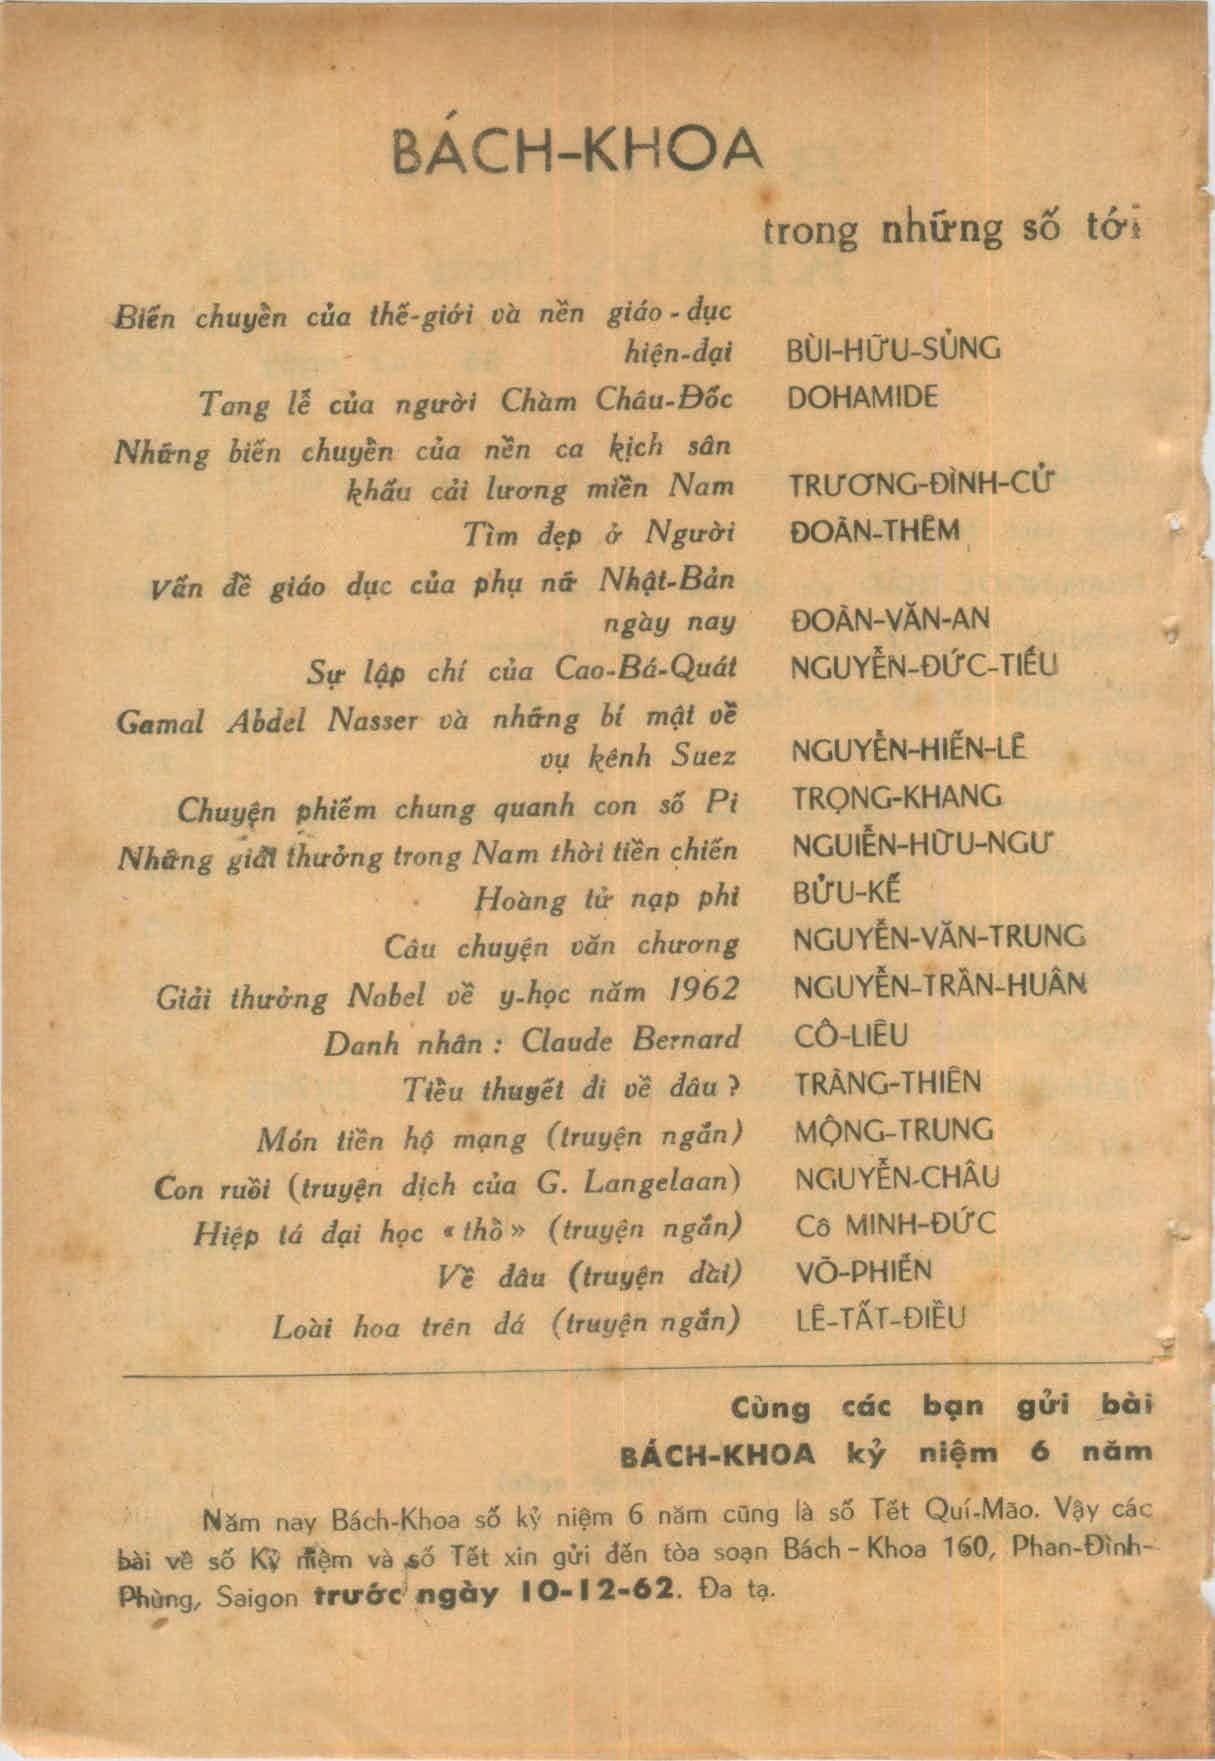 BÁCH-KHOA
trong những số tới
Biến chuyển của thế-giới và nền giáo-dục
hiện-đại BÙI-HỮU-SỦNG
Tang lễ của người Chàm Châu-Đốc DOHAMIDE
Những biến chuyển của nền ca kịch sân
khấu cải lương miền Nam TRƯƠNG-ĐÌNH-CỬ
Tìm đẹp ở Người ĐOÀN-THÊM
Vấn đề giáo dục của phụ nữ Nhật-Bản
ngày nay ĐOÀN-VĂN-AN
Sự lập chí của Cao-Bá-Quát NGUYỄN-ĐỨC-TIẾU
Gamal Abdel Nasser và những bí mật về
vụ kênh Suez NGUYỄN-HIẾN-LÊ
Chuyện phiếm chung quanh con số Pi TRỌNG-KHANG
Những giải thưởng trong Nam thời tiền chiến NGUIỄN-HỮU-NGƯ
Hoàng tử nạp phi BỬU-KẾ
Câu chuyện văn chương NGUYỄN-VĂN-TRUNG
Giải thưởng Nobel về y-học năm 1962 NGUYỄN-TRẦN-HUÂN
Danh nhân : Claude Bernard CÔ-LIÊU
Tiểu thuyết đi về đâu ? TRÀNG-THIÊN
Món tiền hộ mạng (truyện ngắn) MỘNG-TRUNG
Con ruồi (truyện dịch của G. Langelaan) NGUYỄN-CHÂU
Hiệp tá đại học « thổ » (truyện ngắn) Cô MINH-ĐỨC
Về đâu (truyện dài) VÕ-PHIẾN
Loài hoa trên đá (truyện ngắn) LÊ-TẤT-ĐIỀU
Cùng các bạn gửi bài
BÁCH-KHOA kỷ niệm 6 năm
Năm nay Bách-Khoa số kỷ niệm 6 năm cũng là số Tết Quí-Mão. Vậy các
bài về số Kỷ niệm và số Tết xin gửi đến tòa soạn Bách-Khoa 160, Phan-Đình-
Phùng, Saigon trước ngày 10-12-62. Đa tạ.